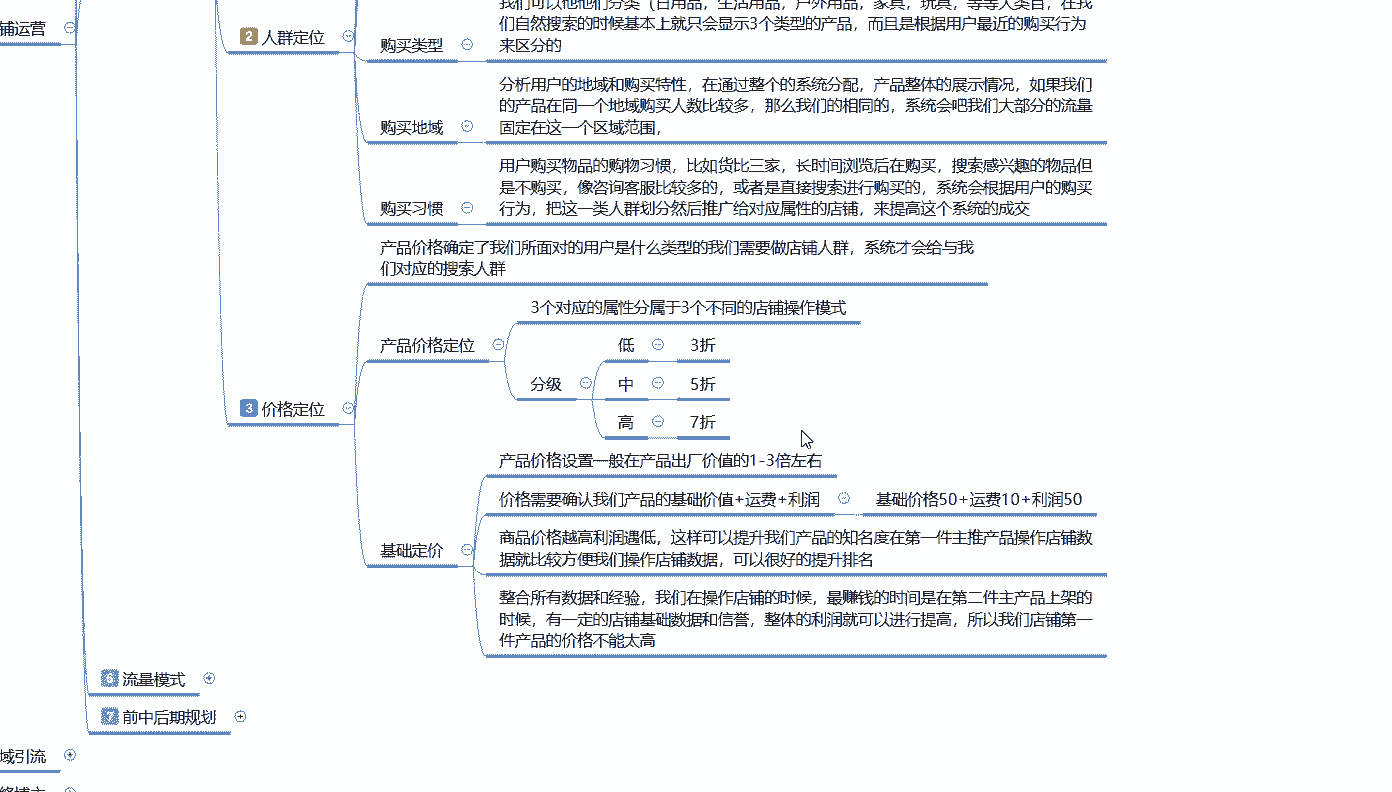 铺运营
2 人群定位
购买类型
我们可以他他们分类（日用品，生活用品，户外用品，家具，玩具，等等大类目，在我
们自然搜索的时候基本上就只会显示3个类型的产品，而且是根据用户最近的购买行为
来区分的
购买地域
分析用户的地域和购买特性，在通过整个的系统分配，产品整体的展示情况，如果我们
的产品在同一个地域购买人数比较多，那么我们的相同的，系统会吧我们大部分的流量
固定在这一个区域范围，
购买习惯
用户购买物品的购物习惯，比如货比三家，长时间浏览后在购买，搜索感兴趣的物品但
是不购买，像咨询客服比较多的，或者是直接搜索进行购买的，系统会根据用户的购买
行为，把这一类人群划分然后推广给对应属性的店铺，来提高这个系统的成交
3 价格定位
产品价格确定了我们所面对的用户是什么类型的我们需要做店铺人群，系统才会给与我
们对应的搜索人群
产品价格定位
3个对应的属性分属于3个不同的店铺操作模式
分级
低
3折
中
5折
高
7折
基础定价
产品价格设置一般在产品出厂价值的1-3倍左右
价格需要确认我们产品的基础价值+运费+利润
基础价格50+运费10+利润50
商品价格越高利润遇低，这样可以提升我们产品的知名度在第一件主推产品操作店铺数
据就比较方便我们操作店铺数据，可以很好的提升排名
整合所有数据和经验，我们在操作店铺的时候，最赚钱的时间是在第二件主产品上架的
时候，有一定的店铺基础数据和信誉，整体的利润就可以进行提高，所以我们店铺第一
件产品的价格不能太高
6 流量模式
7 前中后期规划
域引流